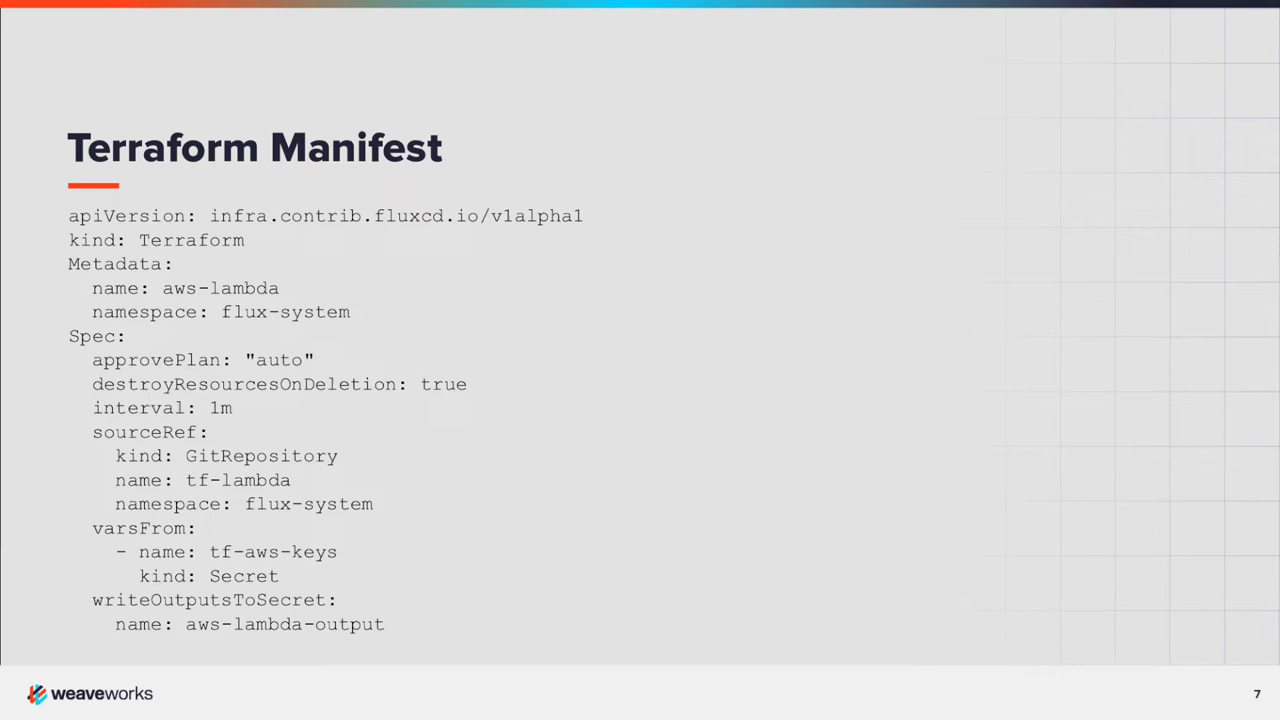 Terraform Manifest
apiVersion: infra.contrib.fluxcd.io/v1alpha1
kind: Terraform
Metadata:
  name: aws-lambda
  namespace: flux-system
Spec:
  approvePlan: "auto"
  destroyResourcesOnDeletion: true
  interval: 1m
  sourceRef:
    kind: GitRepository
    name: tf-lambda
    namespace: flux-system
  varsFrom:
    - name: tf-aws-keys
      kind: Secret
  writeOutputsToSecret:
    name: aws-lambda-output
weaveworks
7